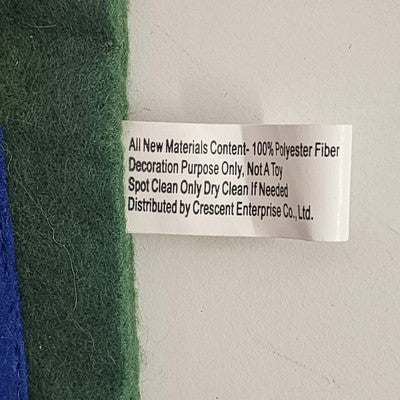 All New Materials Content- 100% Polyester Fiber
Decoration Purpose Only, Not A Toy
Spot Clean Only Dry Clean If Needed
Distributed by Crescent Enterprise Co., Ltd.